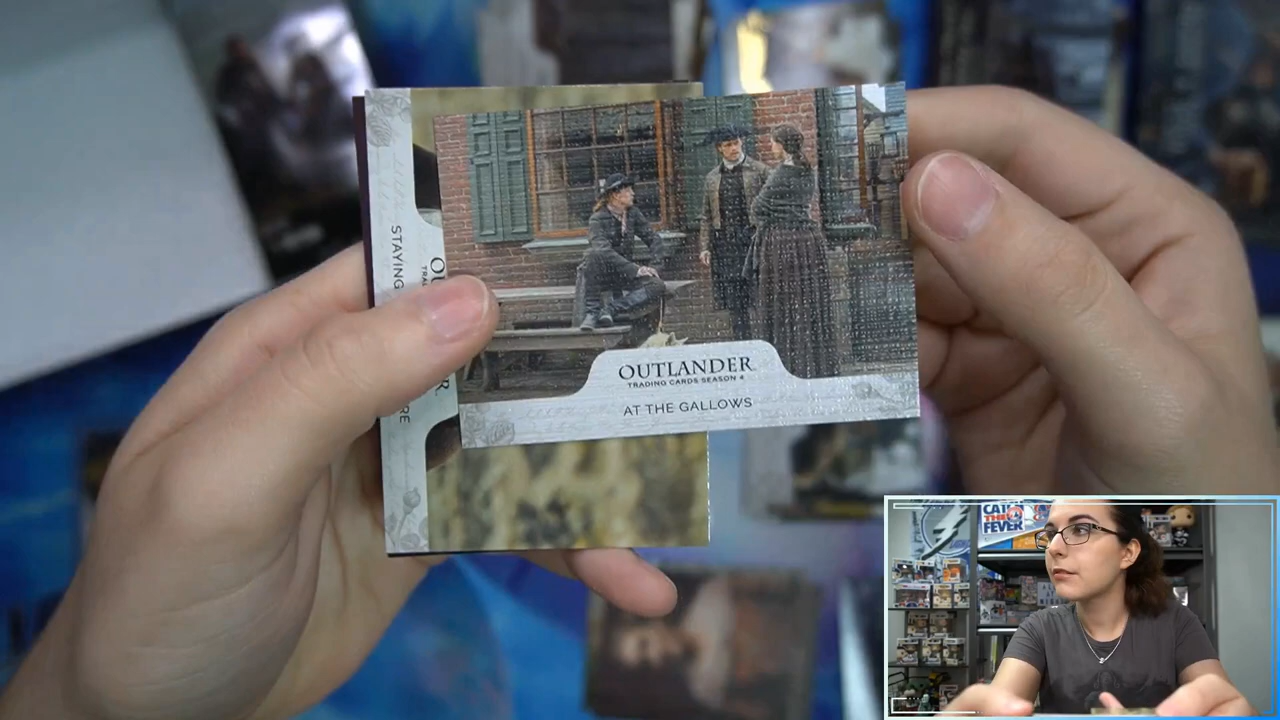 OUTLANDER
TRADING CARDS SEASON 4
AT THE GALLOWS
STAYING
CATCH
THE
FEVER